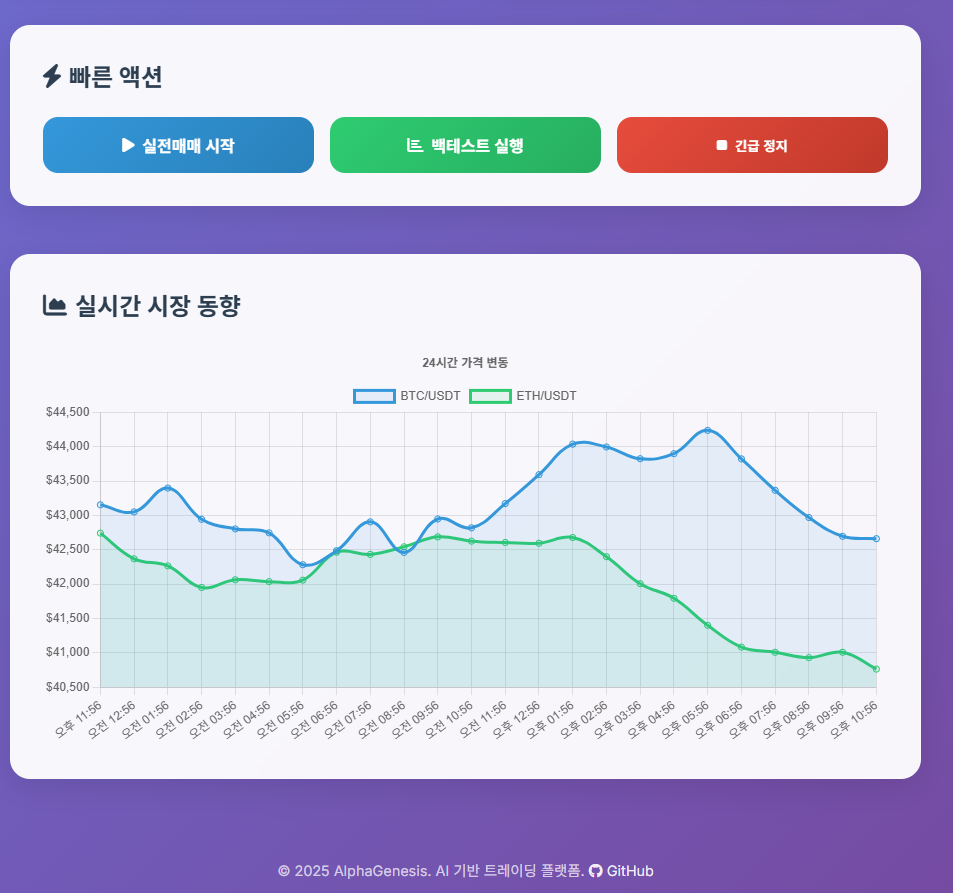 빠른 액션
실전매매 시작
백테스트 실행
긴급 정지
실시간 시장 동향
24시간 가격 변동
BTC/USDT ETH/USDT
$44,500
$44,000
$43,500
$43,000
$42,500
$42,000
$41,500
$41,000
$40,500
오후 11:56
오전 12:56
오전 01:56
오전 02:56
오전 03:56
오전 04:56
오전 05:56
오전 06:56
오전 07:56
오전 08:56
오전 09:56
오전 10:56
오전 11:56
오후 12:56
오후 01:56
오후 02:56
오후 03:56
오후 04:56
오후 05:56
오후 06:56
오후 07:56
오후 08:56
오후 09:56
오후 10:56
© 2025 AlphaGenesis. AI 기반 트레이딩 플랫폼. GitHub